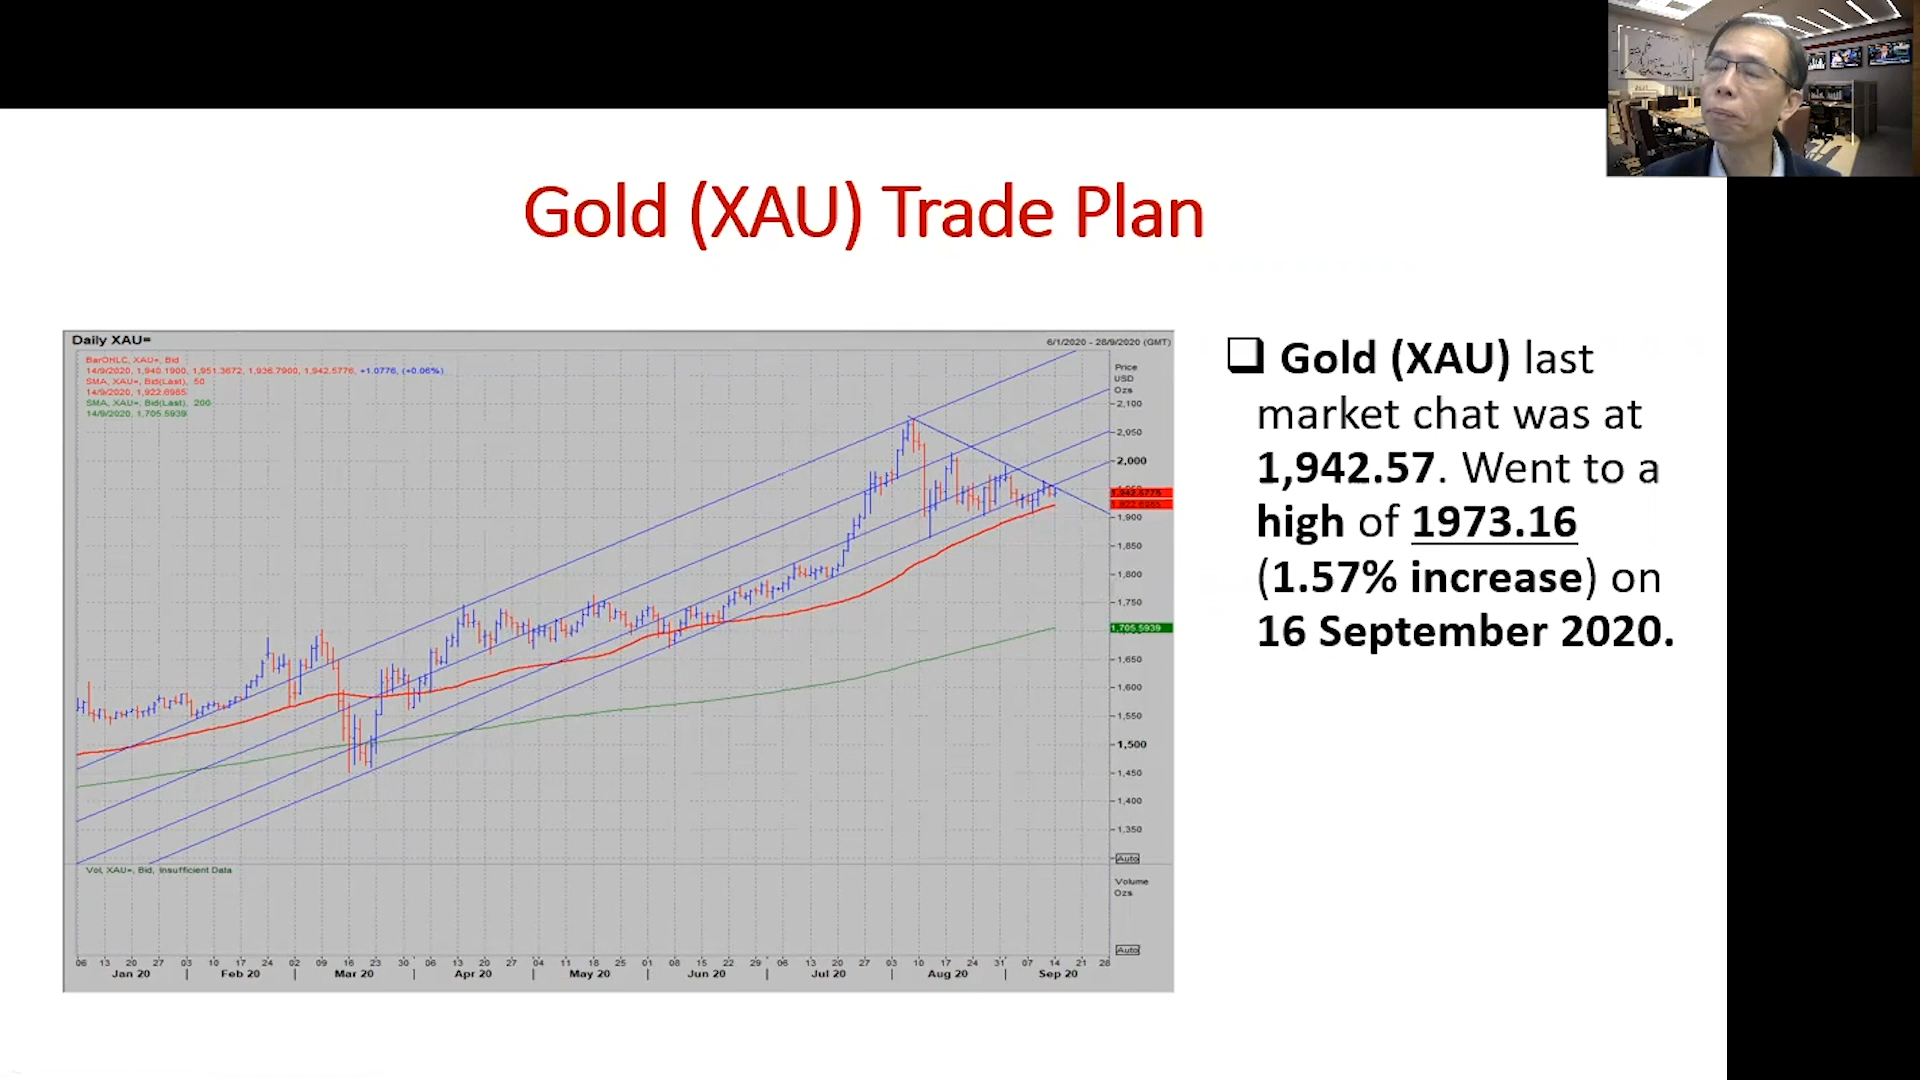 Gold (XAU) Trade Plan
Daily XAU=
6/1/2020 - 28/9/2020 (GMT)
BarOHLC, XAU=, Bid
14/9/2020, 1,940.1900, 1,951.3672, 1,936.7900, 1,942.5776, +1.0776, (+0.06%)
SMA, XAU=, Bid(Last), 50
14/9/2020, 1,922.6985
SMA, XAU=, Bid(Last), 200
14/9/2020, 1,705.5939
Price
USD
Ozs
2,100
2,050
2,000
1,942.5776
1,922.6985
1,900
1,850
1,800
1,750
1,705.5939
1,650
1,600
1,550
1,500
1,450
1,400
1,350
Auto
Vol, XAU=, Bid, Insufficient Data
Volume
Ozs
Auto
06 13 20 27 03 10 17 24 02 09 16 23 30 06 13 20 27 04 11 18 25 01 08 15 22 29 06 13 20 27 03 10 17 24 31 07 14 21 28
Jan 20 Feb 20 Mar 20 Apr 20 May 20 Jun 20 Jul 20 Aug 20 Sep 20
Gold (XAU) last
market chat was at
1,942.57. Went to a
high of 1973.16
(1.57% increase) on
16 September 2020.